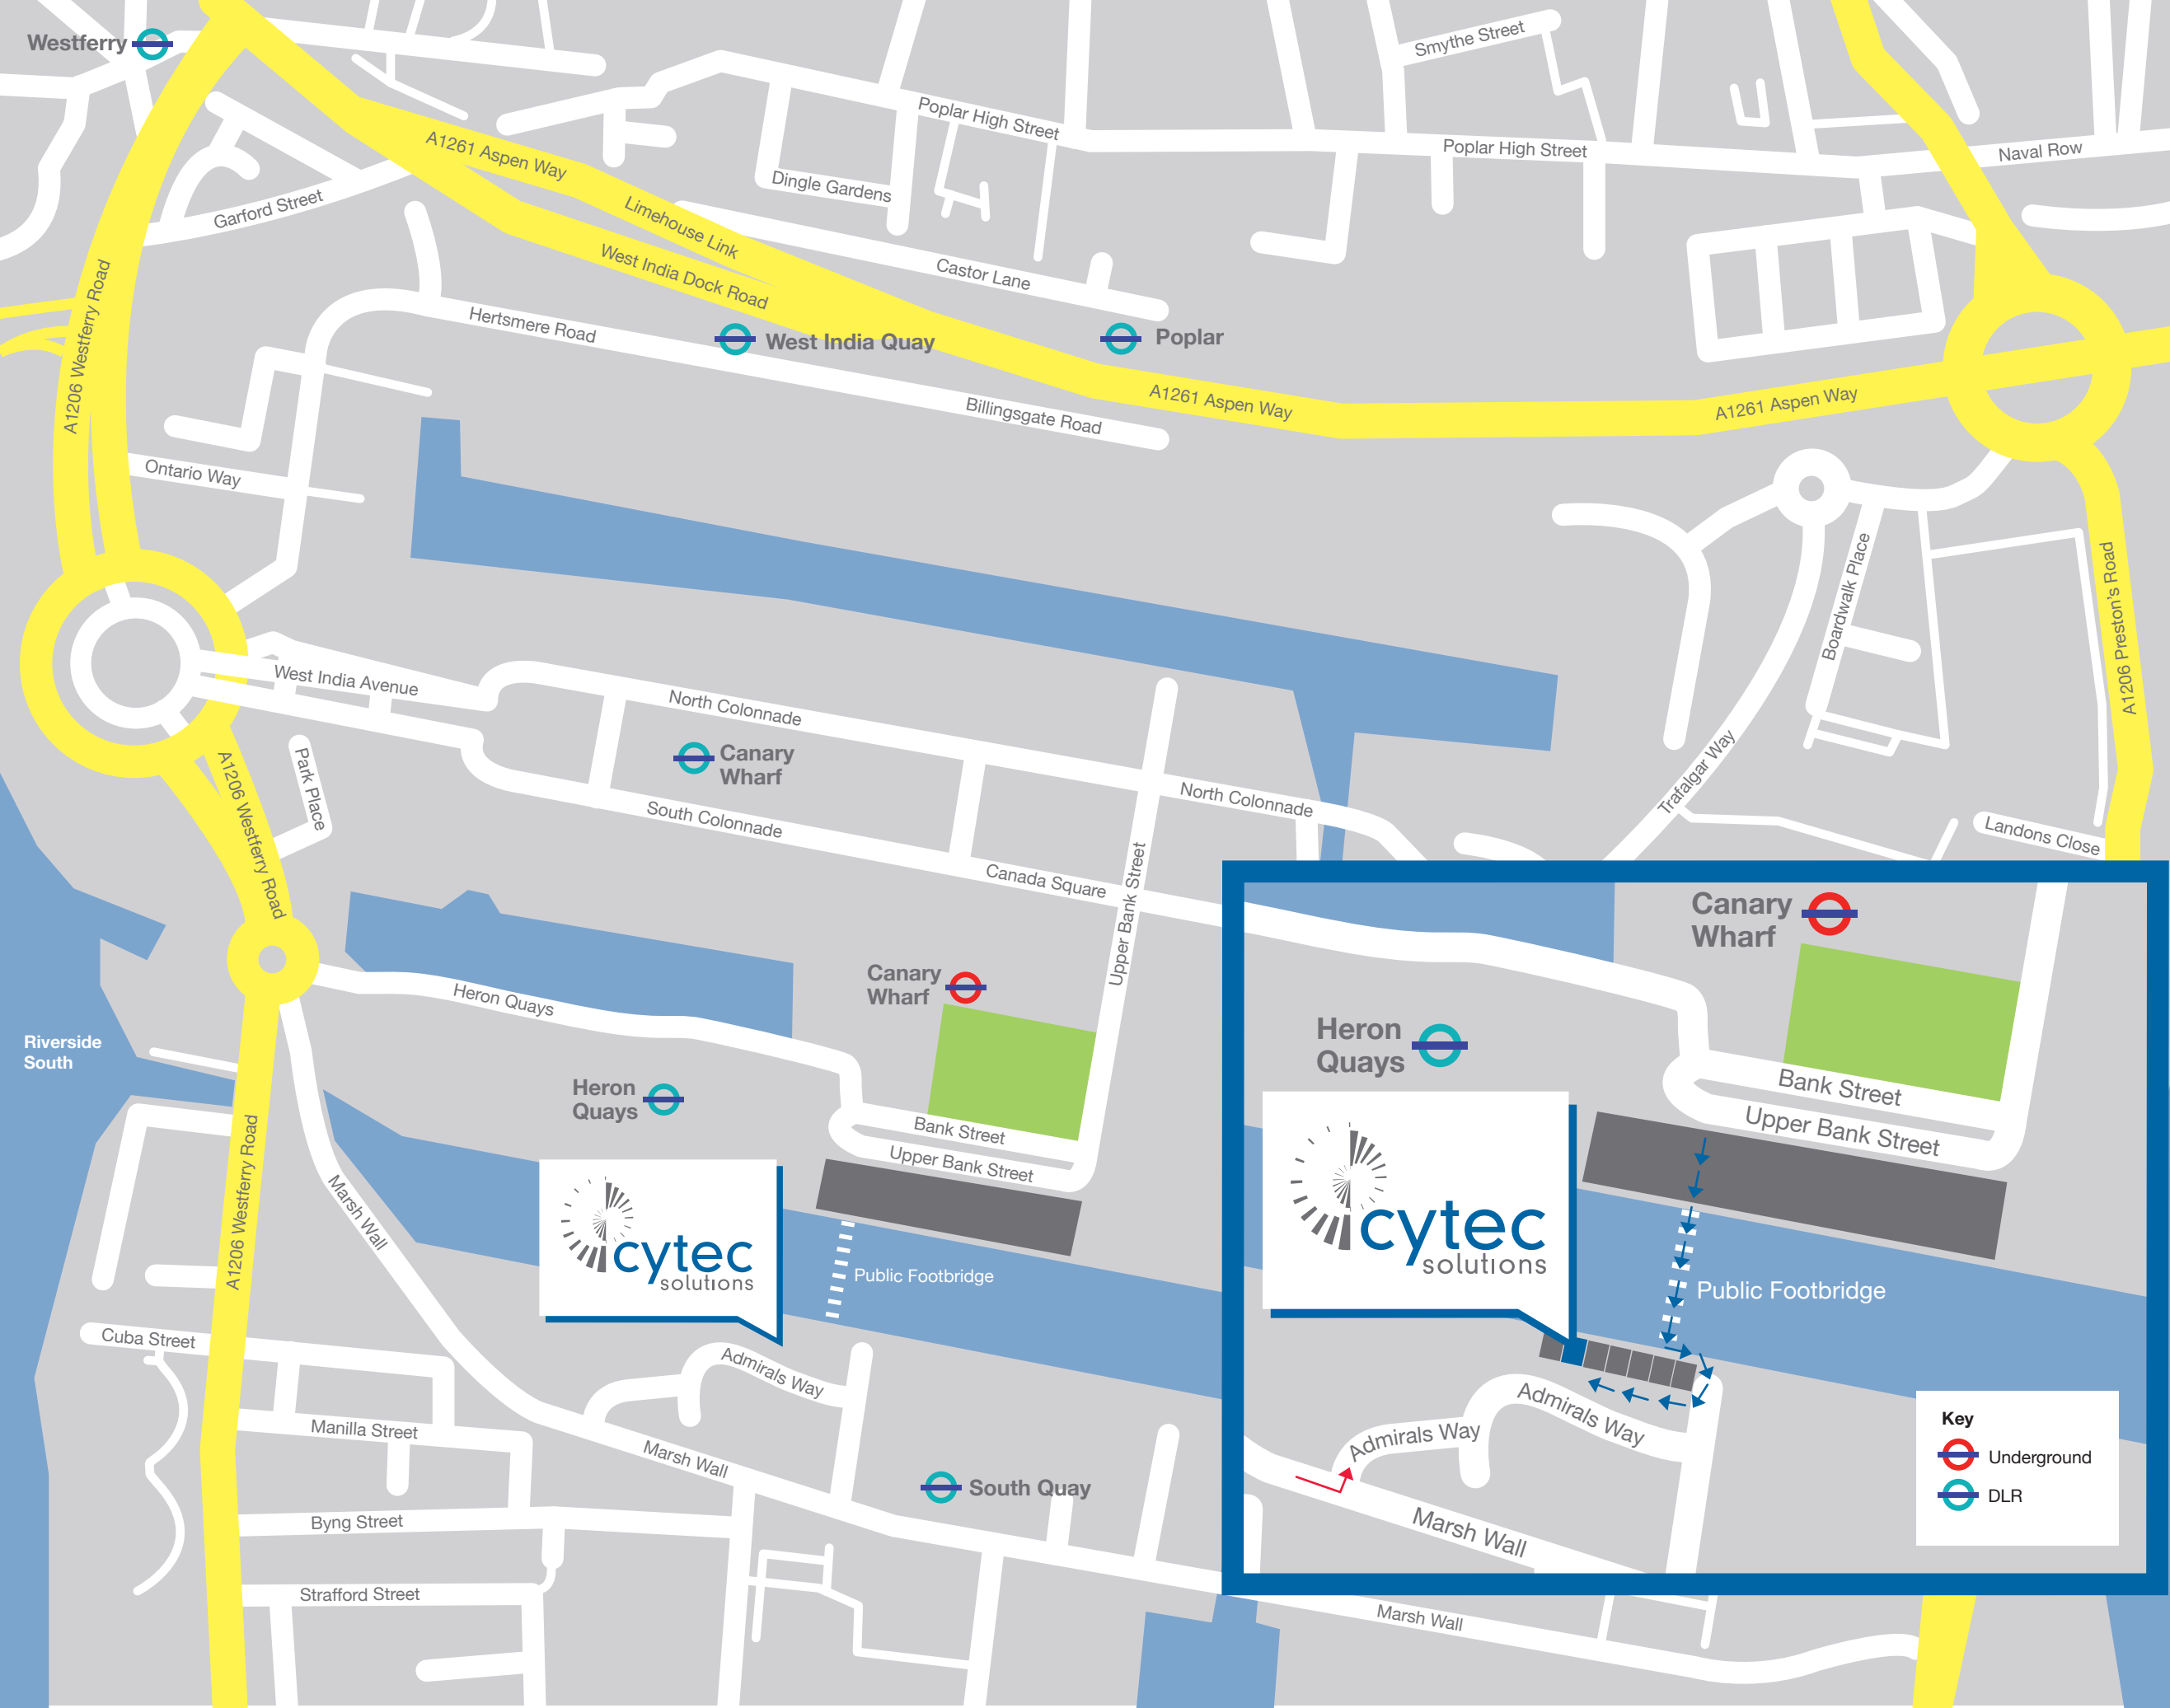 Westferry
Smythe Street
Poplar High Street
Poplar High Street
Naval Row
A1261 Aspen Way
Dingle Gardens
Garford Street
Limehouse Link
West India Dock Road
Castor Lane
A1206 Westferry Road
Hertsmere Road
West India Quay
Poplar
A1261 Aspen Way
A1261 Aspen Way
Billingsgate Road
Ontario Way
Boardwalk Place
A1206 Preston's Road
West India Avenue
North Colonnade
Canary
Wharf
Park Place
A1206 Westferry Road
North Colonnade
South Colonnade
Trafalgar Way
Landons Close
Canada Square
Upper Bank Street
Canary
Wharf
Heron Quays
Riverside
South
Heron
Quays
Bank Street
Upper Bank Street
A1206 Westferry Road
Marsh Wall
cytec
solutions
Public Footbridge
Cuba Street
Admirals Way
Manilla Street
Marsh Wall
South Quay
Byng Street
Strafford Street
Marsh Wall
Canary
Wharf
Heron
Quays
Bank Street
Upper Bank Street
cytec
solutions
Public Footbridge
Admirals Way
Admirals Way
Marsh Wall
Key
Underground
DLR